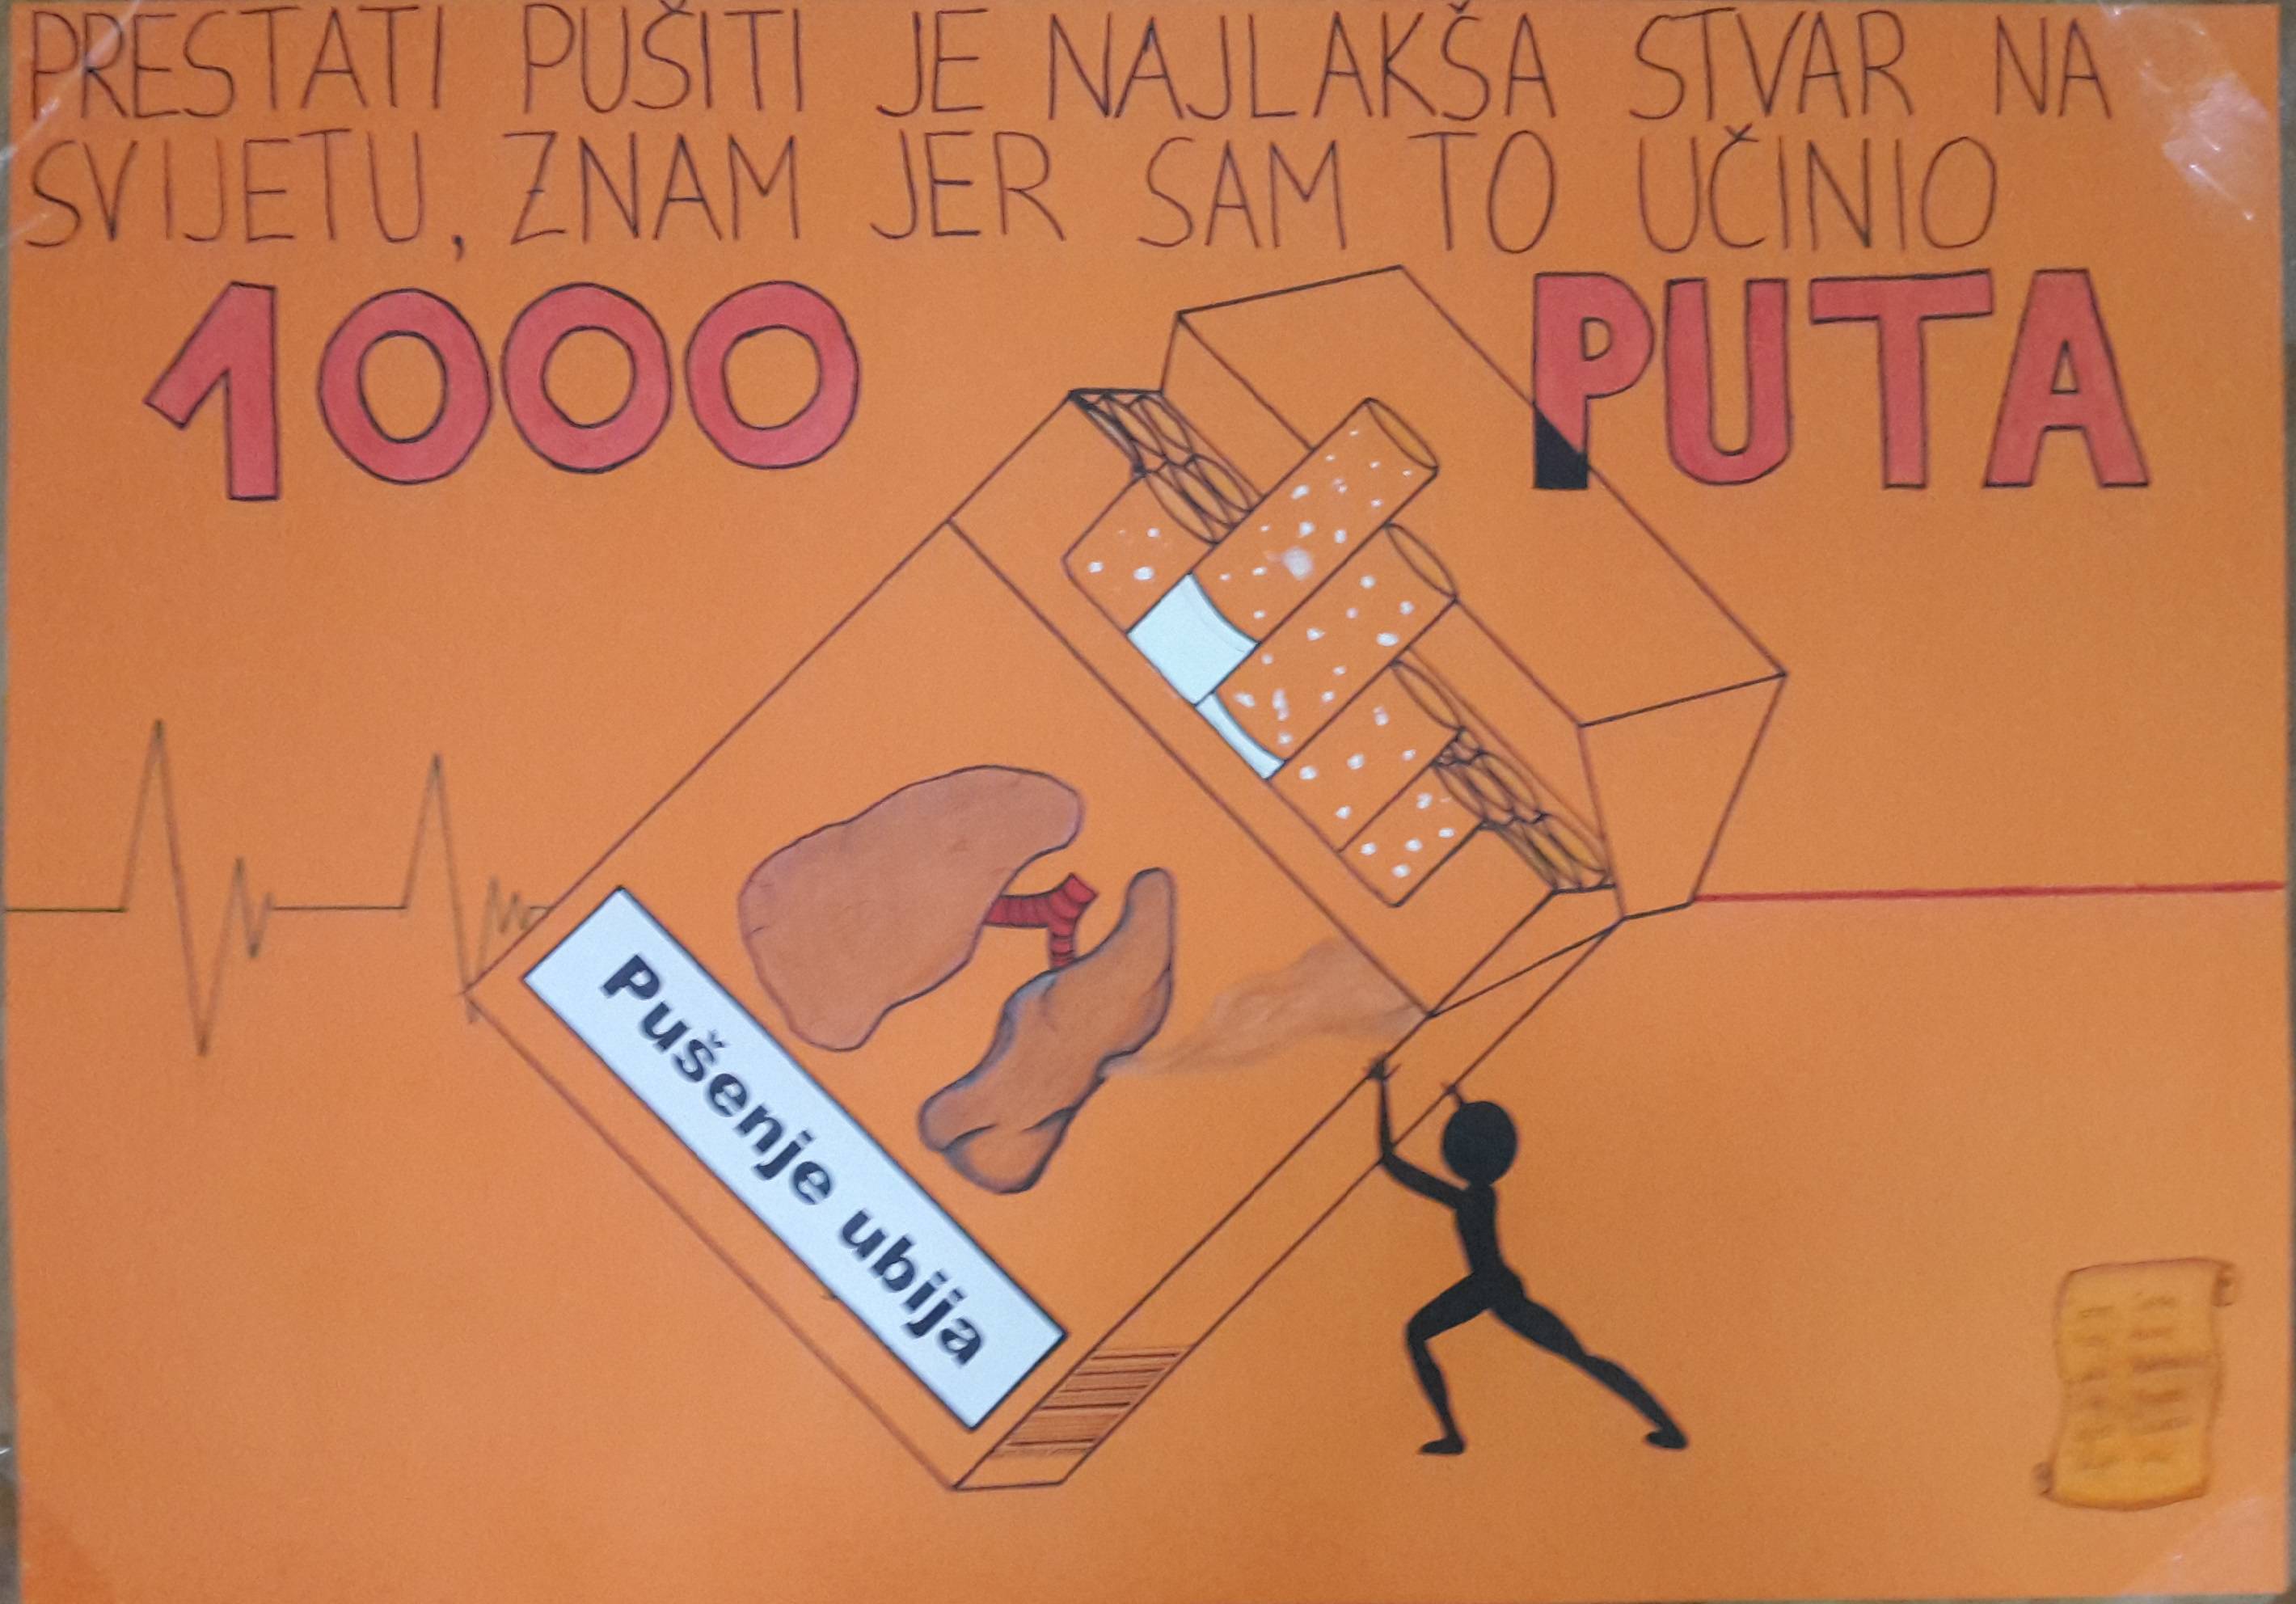 PRESTATI PUŠITI JE NAJLAKŠA STVAR NA
SVIJETU, ZNAM JER SAM TO UČINIO
1000 PUTA
Pušenje ubija